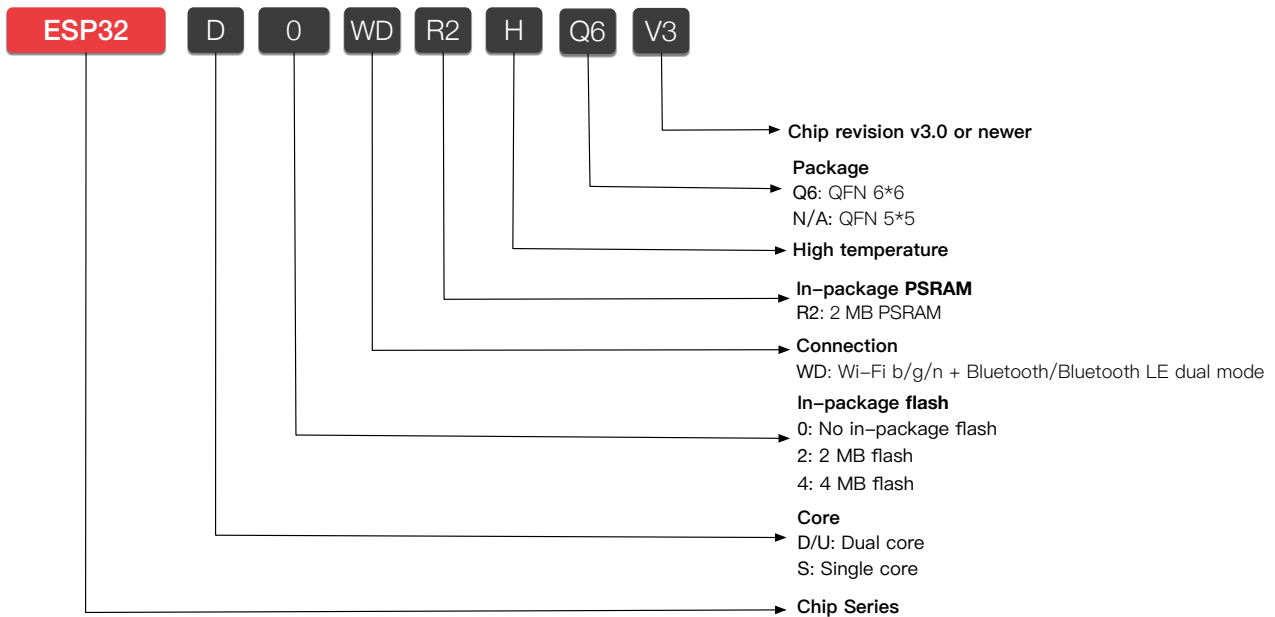 ESP32 D 0 WD R2 H Q6 V3
Chip revision v3.0 or newer
Package
Q6: QFN 6*6
N/A: QFN 5*5
High temperature
In-package PSRAM
R2: 2 MB PSRAM
Connection
WD: Wi-Fi b/g/n + Bluetooth/Bluetooth LE dual mode
In-package flash
0: No in-package flash
2: 2 MB flash
4: 4 MB flash
Core
D/U: Dual core
S: Single core
Chip Series